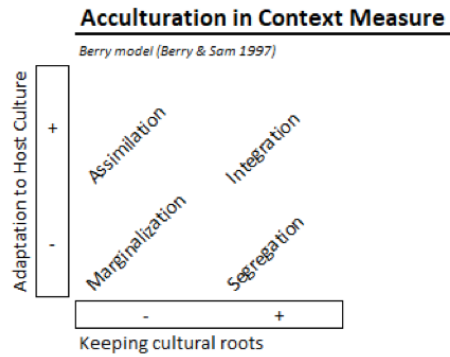 Acculturation in Context Measure
Berry model (Berry & Sam 1997)
Adaptation to Host Culture
+
-
Assimilation
Integration
Marginalization
Segregation
-
+
Keeping cultural roots